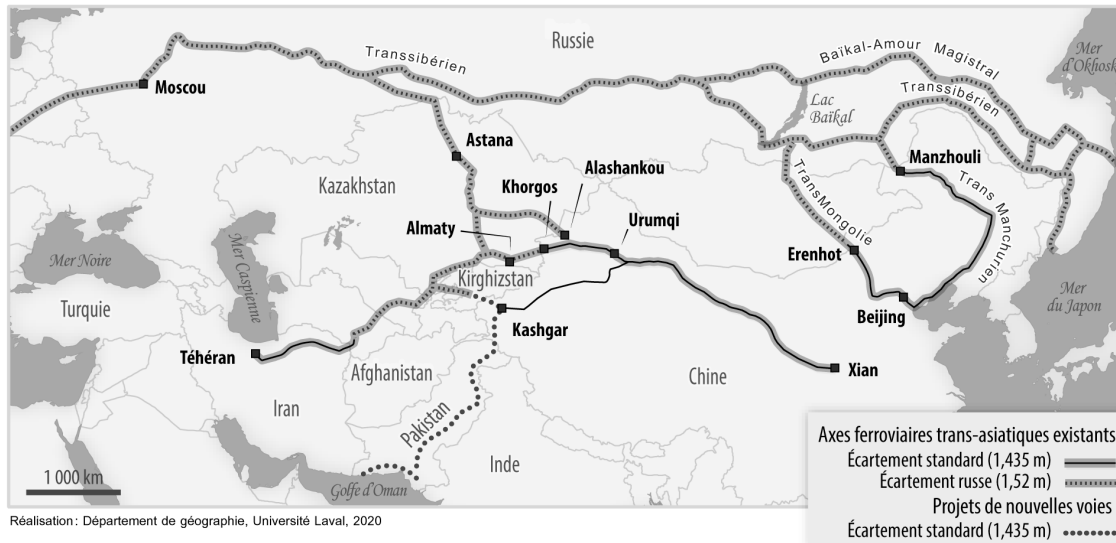 Russie
Transsibérien
Baïkal-Amour Magistral
Mer
d'Okhosk
Moscou
Transsibérien
Lac
Baïkal
Astana
Alashankou
Manzhouli
Kazakhstan
Khorgos
TransMongolie
Trans Manchurien
Almaty
Urumqi
Mer Noire
Mer Caspienne
Erenhot
Kirghizstan
Turquie
Beijing
Mer
du Japon
Kashgar
Téhéran
Afghanistan
Chine
Xian
Iran
Pakistan
Inde
Golfe d'Oman
1 000 km
Axes ferroviaires trans-asiatiques existants
Écartement standard (1,435 m)
Écartement russe (1,52 m)
Projets de nouvelles voies
Écartement standard (1,435 m)
Réalisation : Département de géographie, Université Laval, 2020